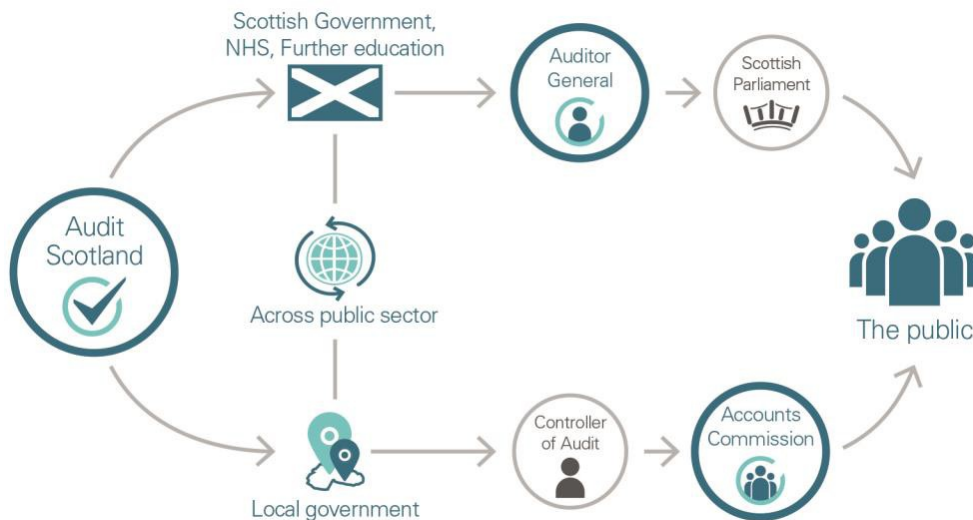 Scottish Government,
NHS, Further education
Auditor
General
Scottish
Parliament
Audit
Scotland
Across public sector
The public
Local government
Controller
of Audit
Accounts
Commission